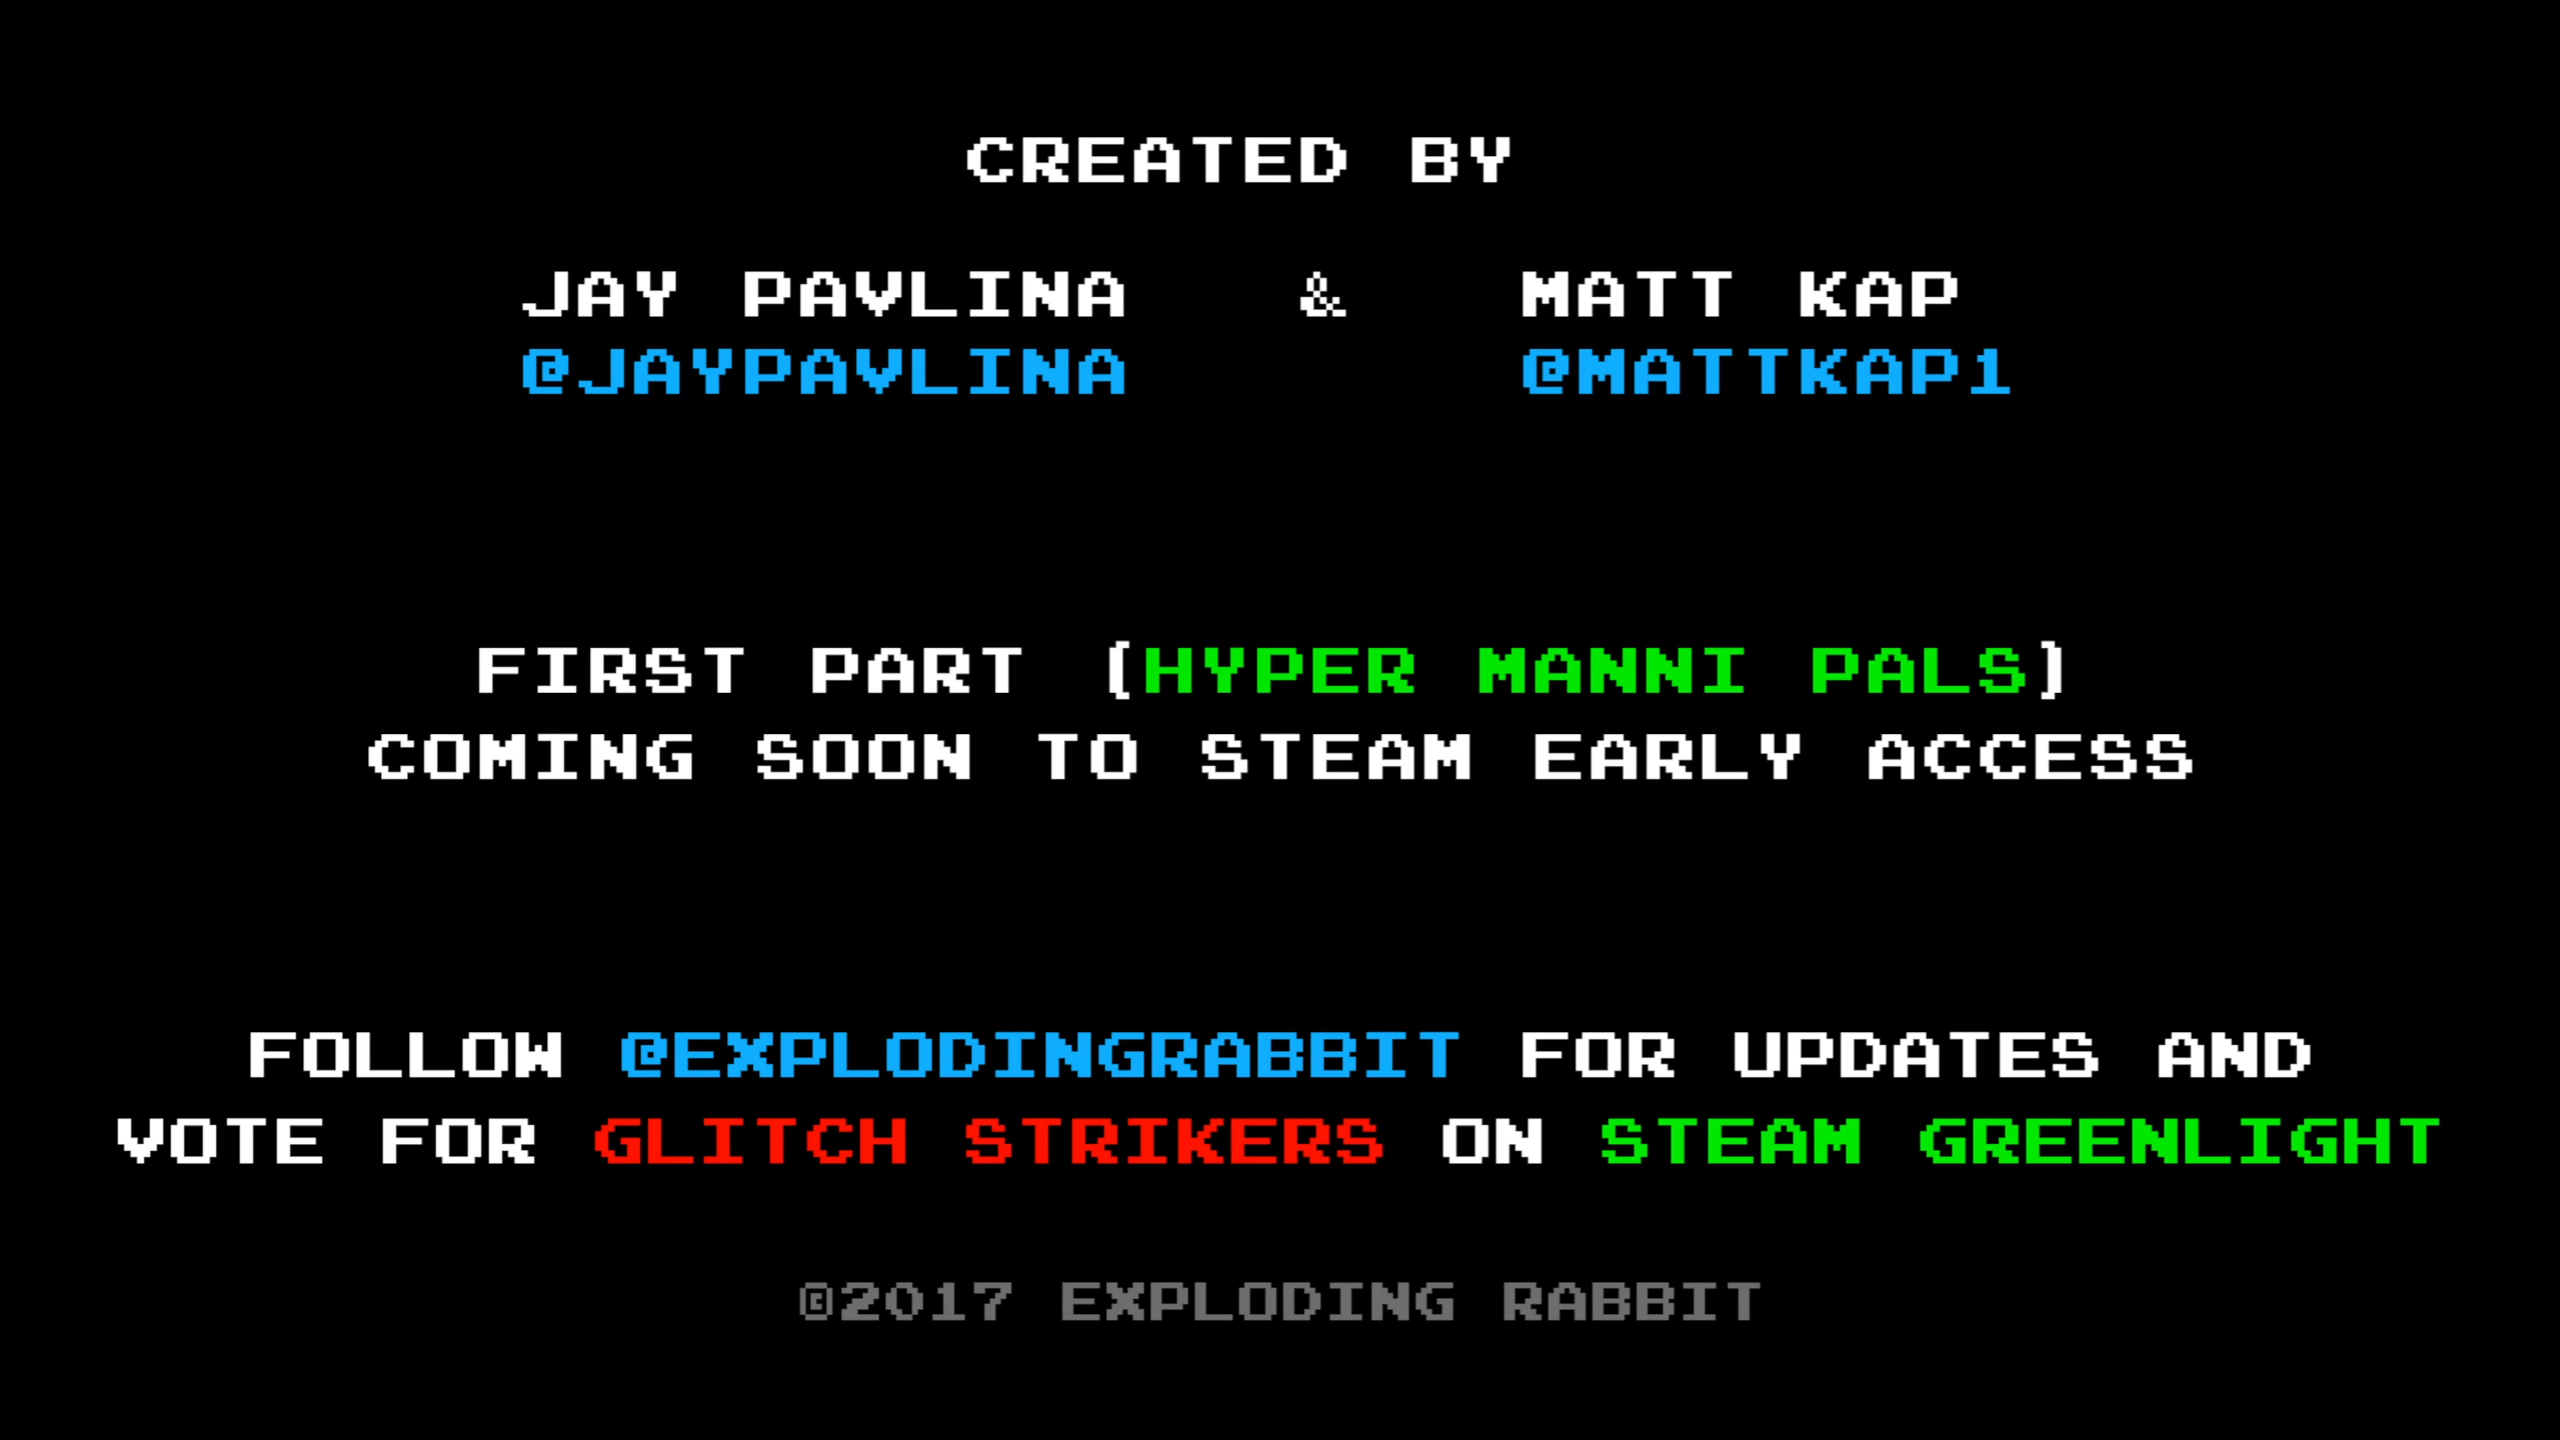 CREATED BY
JAY PAVLINA & MATT KAP
@JAYPAVLINA @MATTKAP1
FIRST PART (HYPER MANNI PALS)
COMING SOON TO STEAM EARLY ACCESS
FOLLOW @EXPLODINGRABBIT FOR UPDATES AND
VOTE FOR GLITCH STRIKERS ON STEAM GREENLIGHT
©2017 EXPLODING RABBIT